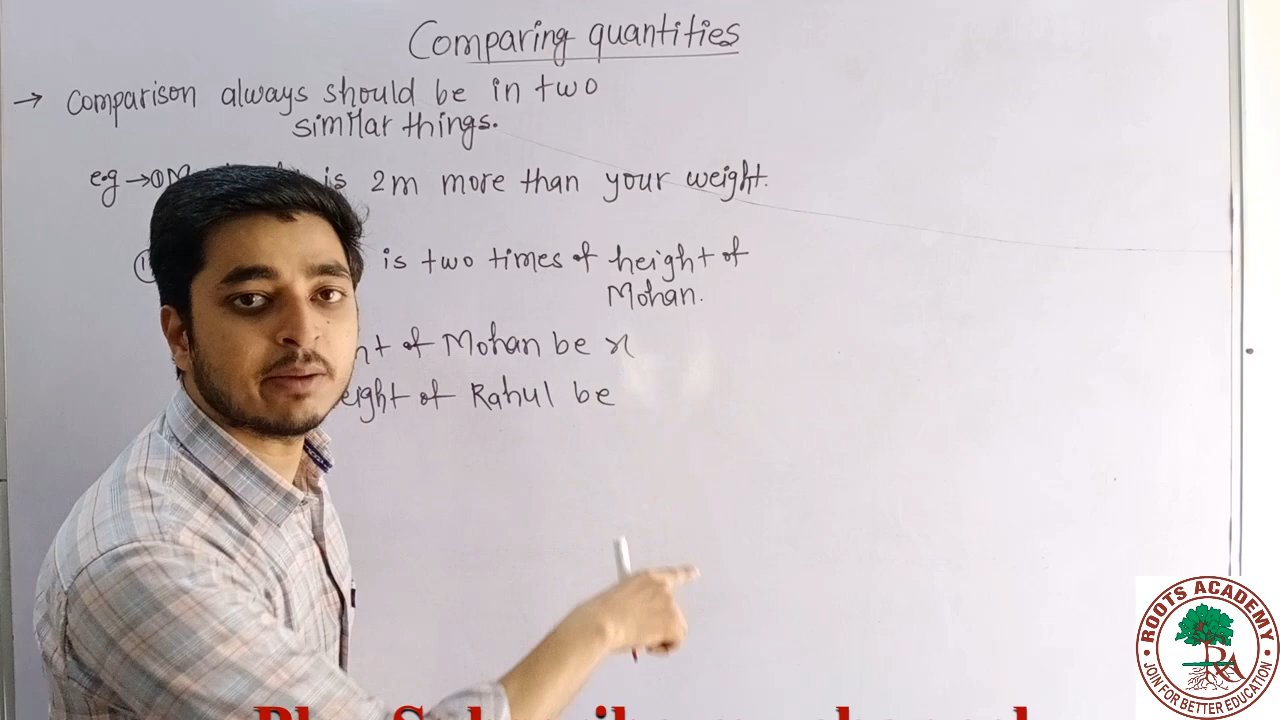 Comparing quantities
→ Comparison always should be in two
similar things.
e.g → ① is 2m more than your weight.
is two times of height of
Mohan.
of Mohan be x
of Rahul be
ROOTS ACADEMY
RA
JOIN FOR BETTER EDUCATION